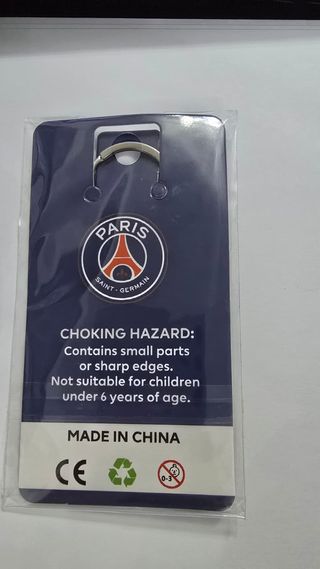 PARIS
SAINT - GERMAIN
CHOKING HAZARD:
Contains small parts
or sharp edges.
Not suitable for children
under 6 years of age.
MADE IN CHINA
CE
0-3